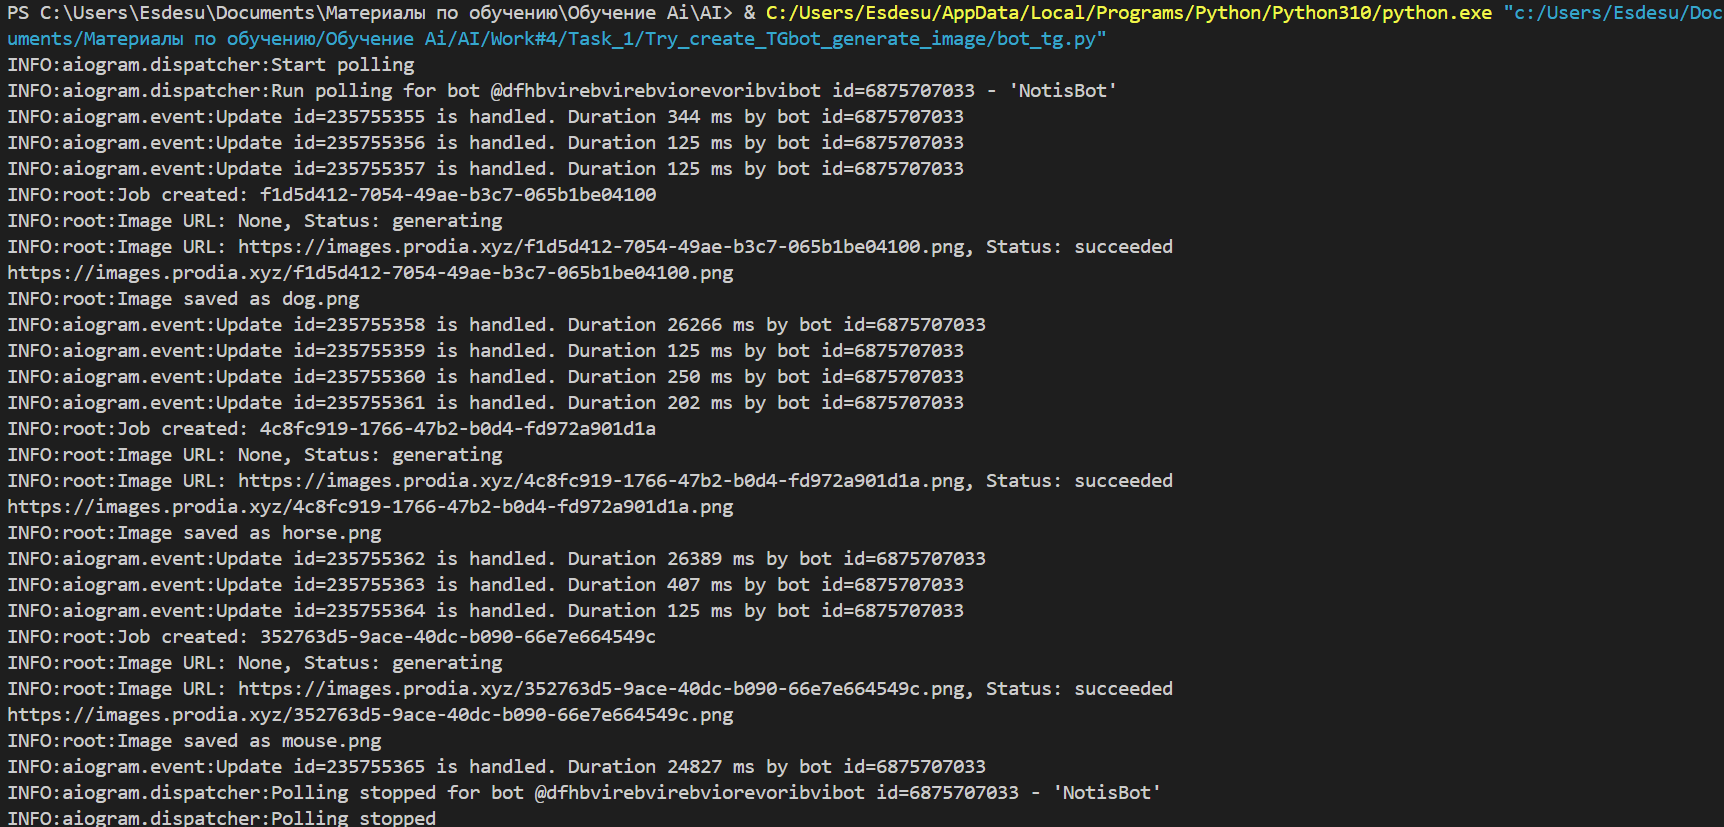 PS C:\Users\Esdesu\Documents\Материалы по обучению\Обучение Ai\AI> & C:/Users/Esdesu/AppData/Local/Programs/Python/Python310/python.exe "c:/Users/Esdesu/Doc
uments/Материалы по обучению/Обучение Ai/AI/Work#4/Task_1/Try_create_TGbot_generate_image/bot_tg.py"
INFO:aiogram.dispatcher:Start polling
INFO:aiogram.dispatcher:Run polling for bot @dfhbvirebvirebviorevoribvibot id=6875707033 - 'NotisBot'
INFO:aiogram.event:Update id=235755355 is handled. Duration 344 ms by bot id=6875707033
INFO:aiogram.event:Update id=235755356 is handled. Duration 125 ms by bot id=6875707033
INFO:aiogram.event:Update id=235755357 is handled. Duration 125 ms by bot id=6875707033
INFO:root:Job created: f1d5d412-7054-49ae-b3c7-065b1be04100
INFO:root:Image URL: None, Status: generating
INFO:root:Image URL: https://images.prodia.xyz/f1d5d412-7054-49ae-b3c7-065b1be04100.png, Status: succeeded
https://images.prodia.xyz/f1d5d412-7054-49ae-b3c7-065b1be04100.png
INFO:root:Image saved as dog.png
INFO:aiogram.event:Update id=235755358 is handled. Duration 26266 ms by bot id=6875707033
INFO:aiogram.event:Update id=235755359 is handled. Duration 125 ms by bot id=6875707033
INFO:aiogram.event:Update id=235755360 is handled. Duration 250 ms by bot id=6875707033
INFO:aiogram.event:Update id=235755361 is handled. Duration 202 ms by bot id=6875707033
INFO:root:Job created: 4c8fc919-1766-47b2-b0d4-fd972a901d1a
INFO:root:Image URL: None, Status: generating
INFO:root:Image URL: https://images.prodia.xyz/4c8fc919-1766-47b2-b0d4-fd972a901d1a.png, Status: succeeded
https://images.prodia.xyz/4c8fc919-1766-47b2-b0d4-fd972a901d1a.png
INFO:root:Image saved as horse.png
INFO:aiogram.event:Update id=235755362 is handled. Duration 26389 ms by bot id=6875707033
INFO:aiogram.event:Update id=235755363 is handled. Duration 407 ms by bot id=6875707033
INFO:aiogram.event:Update id=235755364 is handled. Duration 125 ms by bot id=6875707033
INFO:root:Job created: 352763d5-9ace-40dc-b090-66e7e664549c
INFO:root:Image URL: None, Status: generating
INFO:root:Image URL: https://images.prodia.xyz/352763d5-9ace-40dc-b090-66e7e664549c.png, Status: succeeded
https://images.prodia.xyz/352763d5-9ace-40dc-b090-66e7e664549c.png
INFO:root:Image saved as mouse.png
INFO:aiogram.event:Update id=235755365 is handled. Duration 24827 ms by bot id=6875707033
INFO:aiogram.dispatcher:Polling stopped for bot @dfhbvirebvirebviorevoribvibot id=6875707033 - 'NotisBot'
INFO:aiogram.dispatcher:Polling stopped